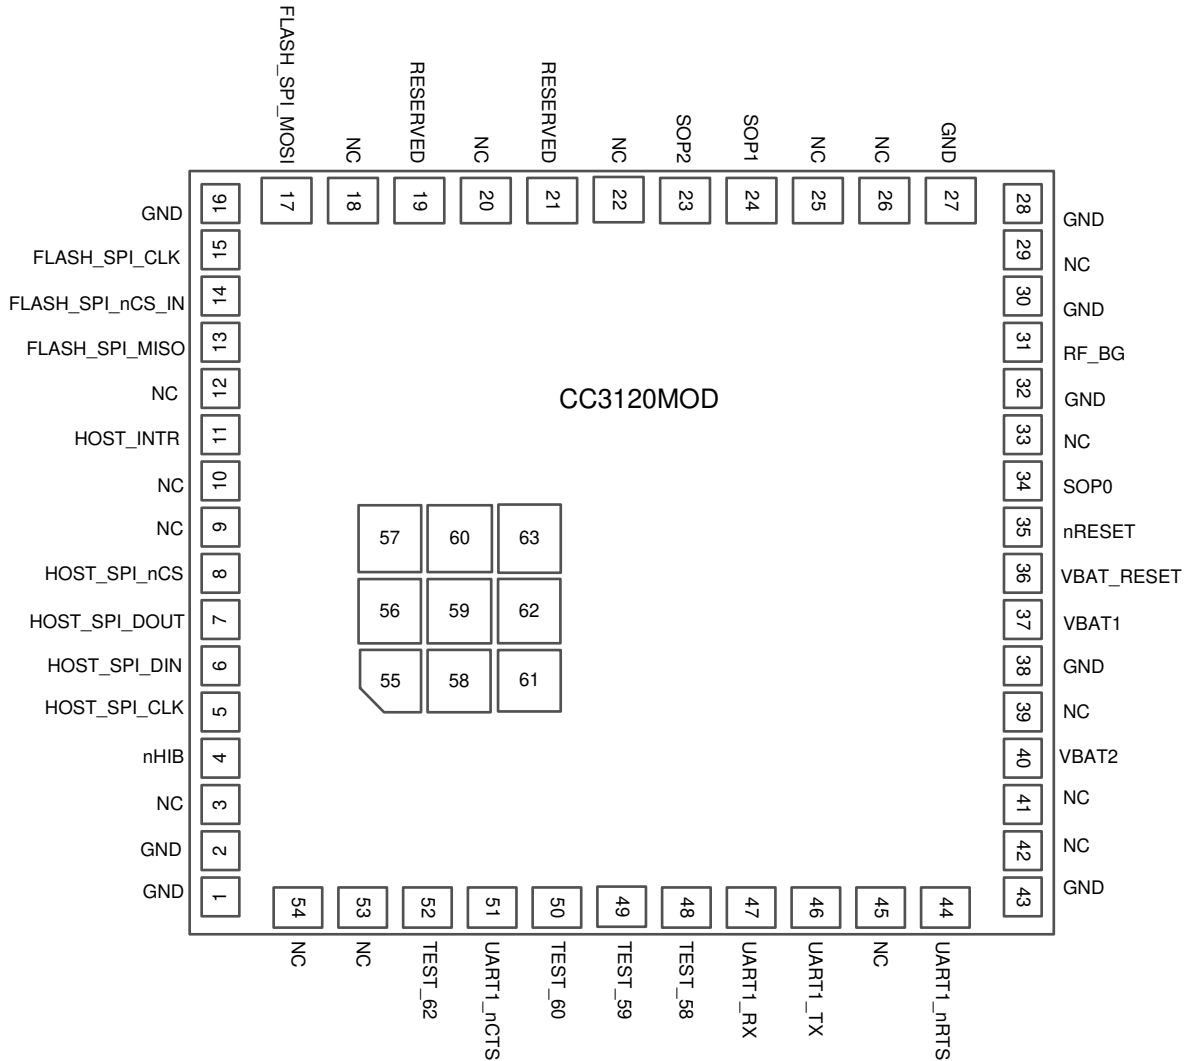 FLASH_SPI_MOSI
NC
RESERVED
NC
RESERVED
NC
SOP2
SOP1
NC
NC
GND
17
18
19
20
21
22
23
24
25
26
27
GND 16
FLASH_SPI_CLK 15
FLASH_SPI_nCS_IN 14
FLASH_SPI_MISO 13
NC 12
HOST_INTR 11
NC 10
NC 9
HOST_SPI_nCS 8
HOST_SPI_DOUT 7
HOST_SPI_DIN 6
HOST_SPI_CLK 5
nHIB 4
NC 3
GND 2
GND 1
CC3120MOD
57 60 63
56 59 62
55 58 61
28 GND
29 NC
30 GND
31 RF_BG
32 GND
33 NC
34 SOP0
35 nRESET
36 VBAT_RESET
37 VBAT1
38 GND
39 NC
40 VBAT2
41 NC
42 NC
43 GND
54
53
52
51
50
49
48
47
46
45
44
NC
NC
TEST_62
UART1_nCTS
TEST_60
TEST_59
TEST_58
UART1_RX
UART1_TX
NC
UART1_nRTS